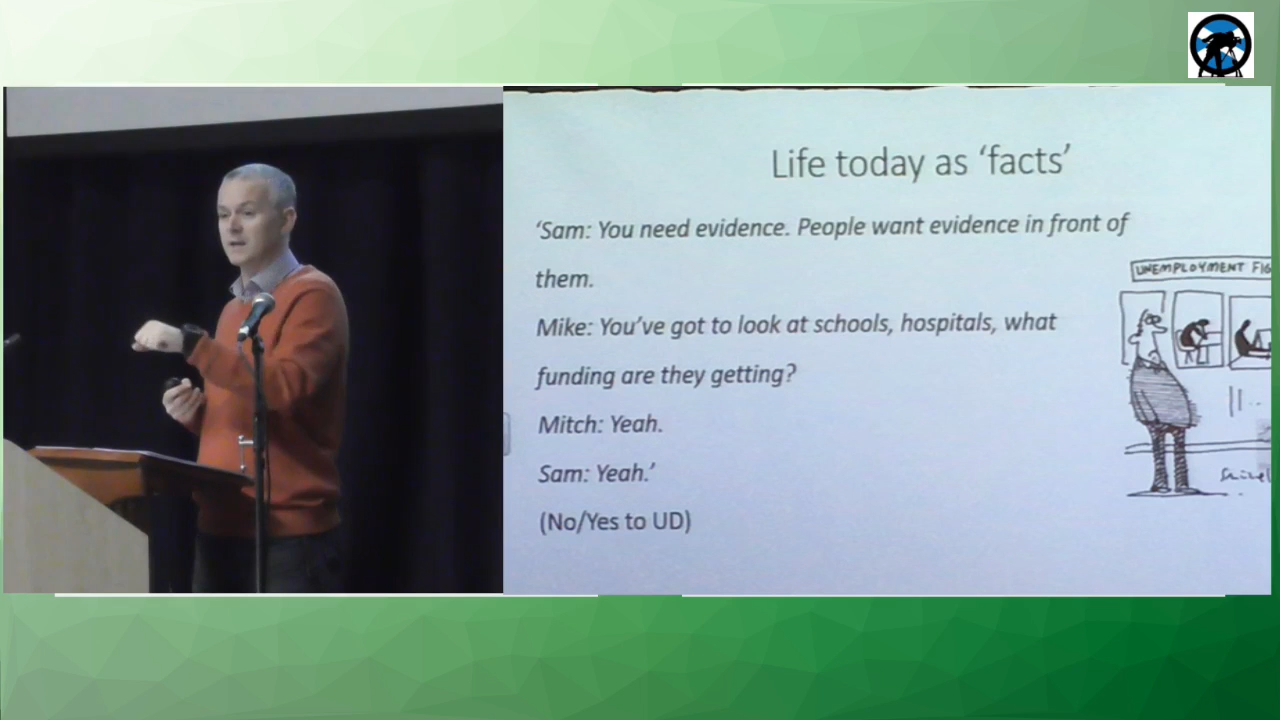 Life today as ‘facts’
‘Sam: You need evidence. People want evidence in front of
them.
Mike: You’ve got to look at schools, hospitals, what
funding are they getting?
Mitch: Yeah.
Sam: Yeah.’
(No/Yes to UD)
UNEMPLOYMENT